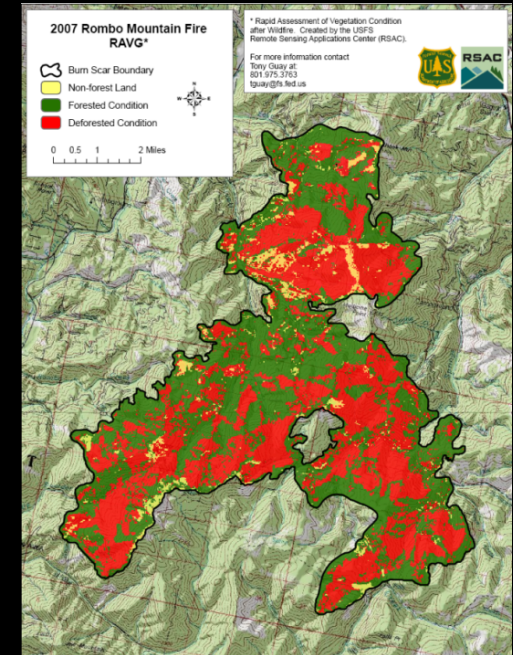 2007 Rombo Mountain Fire
RAVG*
Burn Scar Boundary
Non-forest Land
Forested Condition
Deforested Condition
0 0.5 1 2 Miles
N
W E
S
* Rapid Assessment of Vegetation Condition
after Wildfire. Created by the USFS
Remote Sensing Applications Center (RSAC).
For more information contact
Tony Guay at:
801.975.3763
tguay@fs.fed.us
UAS
RSAC
T